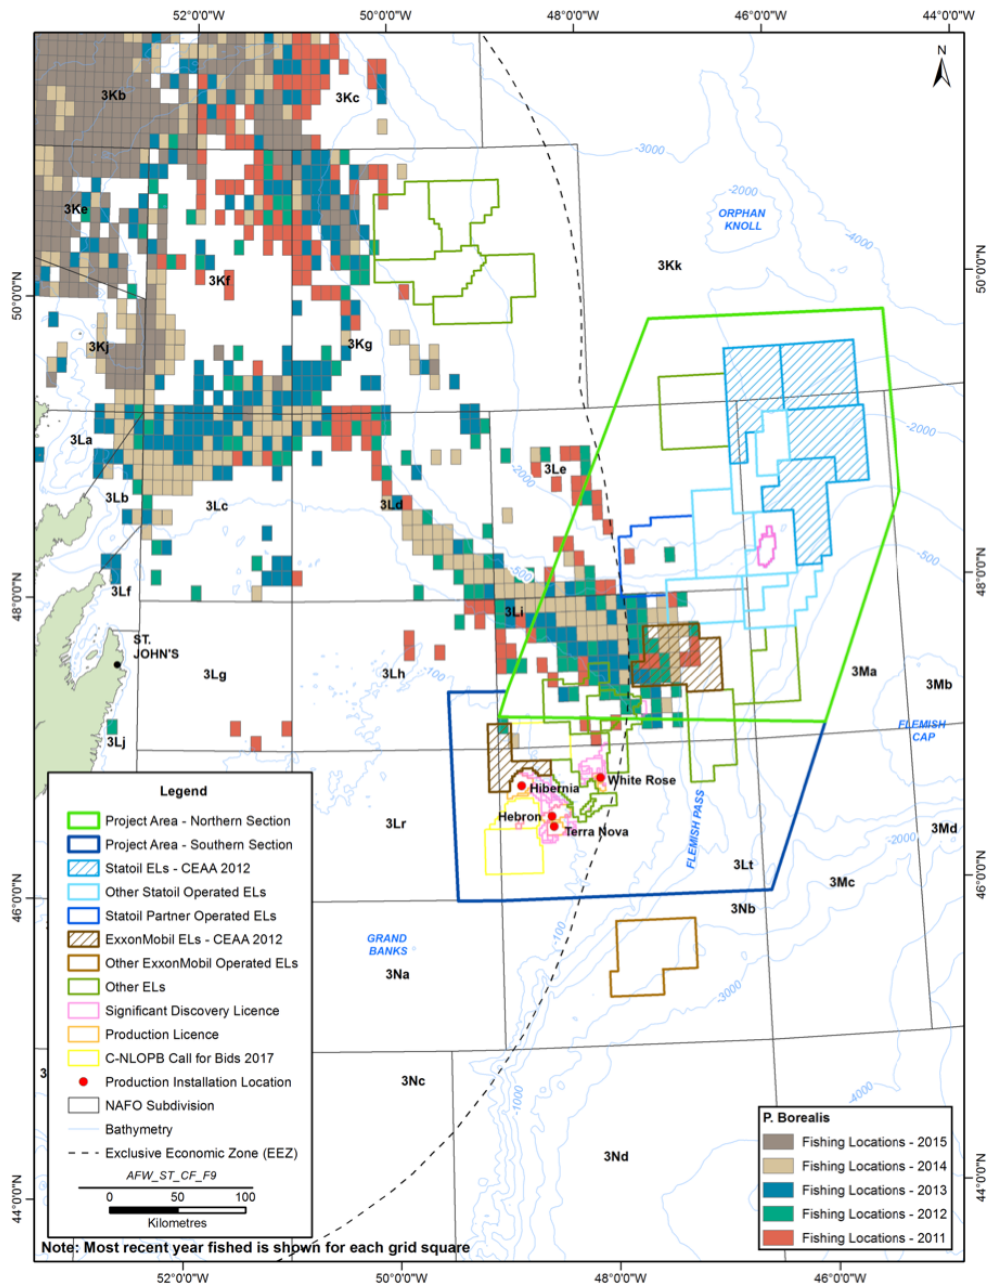 52°0'0"W
50°0'0"W
48°0'0"W
46°0'0"W
44°0'0"W
N
3Kb
3Kc
-3000
-2000
ORPHAN
KNOLL
-4000
3Ke
3Kf
3Kk
50°0'0"N
50°0'0"N
3Kj
3Kg
3La
-2000
3Le
-2000
3Lb
3Lc
3Ld
-500
-500
48°0'0"N
48°0'0"N
3Lf
3Li
ST.
JOHN'S
3Lg
3Lh
-100
3Ma
3Mb
3Lj
FLEMISH
CAP
White Rose
Hibernia
Hebron
Terra Nova
3Lr
FLEMISH PASS
-2000
3Md
3Lt
3Mc
46°0'0"N
46°0'0"N
3Nb
-100
GRAND
BANKS
3Na
-3000
3Nc
-1000
-4000
3Nd
44°0'0"N
44°0'0"N
Legend
Project Area - Northern Section
Project Area - Southern Section
Statoil ELs - CEAA 2012
Other Statoil Operated ELs
Statoil Partner Operated ELs
ExxonMobil ELs - CEAA 2012
Other ExxonMobil Operated ELs
Other ELs
Significant Discovery Licence
Production Licence
C-NLOPB Call for Bids 2017
Production Installation Location
NAFO Subdivision
Bathymetry
Exclusive Economic Zone (EEZ)
AFW_ST_CF_F9
0 50 100
Kilometres
Note: Most recent year fished is shown for each grid square
P. Borealis
Fishing Locations - 2015
Fishing Locations - 2014
Fishing Locations - 2013
Fishing Locations - 2012
Fishing Locations - 2011
52°0'0"W
50°0'0"W
48°0'0"W
46°0'0"W